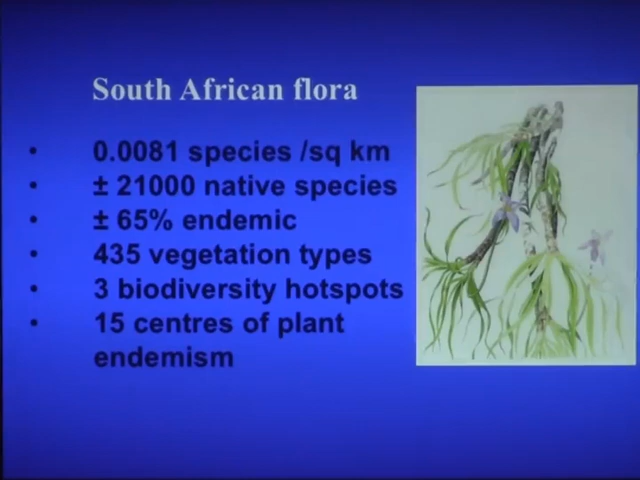 South African flora
• 0.0081 species /sq km
• ± 21000 native species
• ± 65% endemic
• 435 vegetation types
• 3 biodiversity hotspots
• 15 centres of plant
endemism